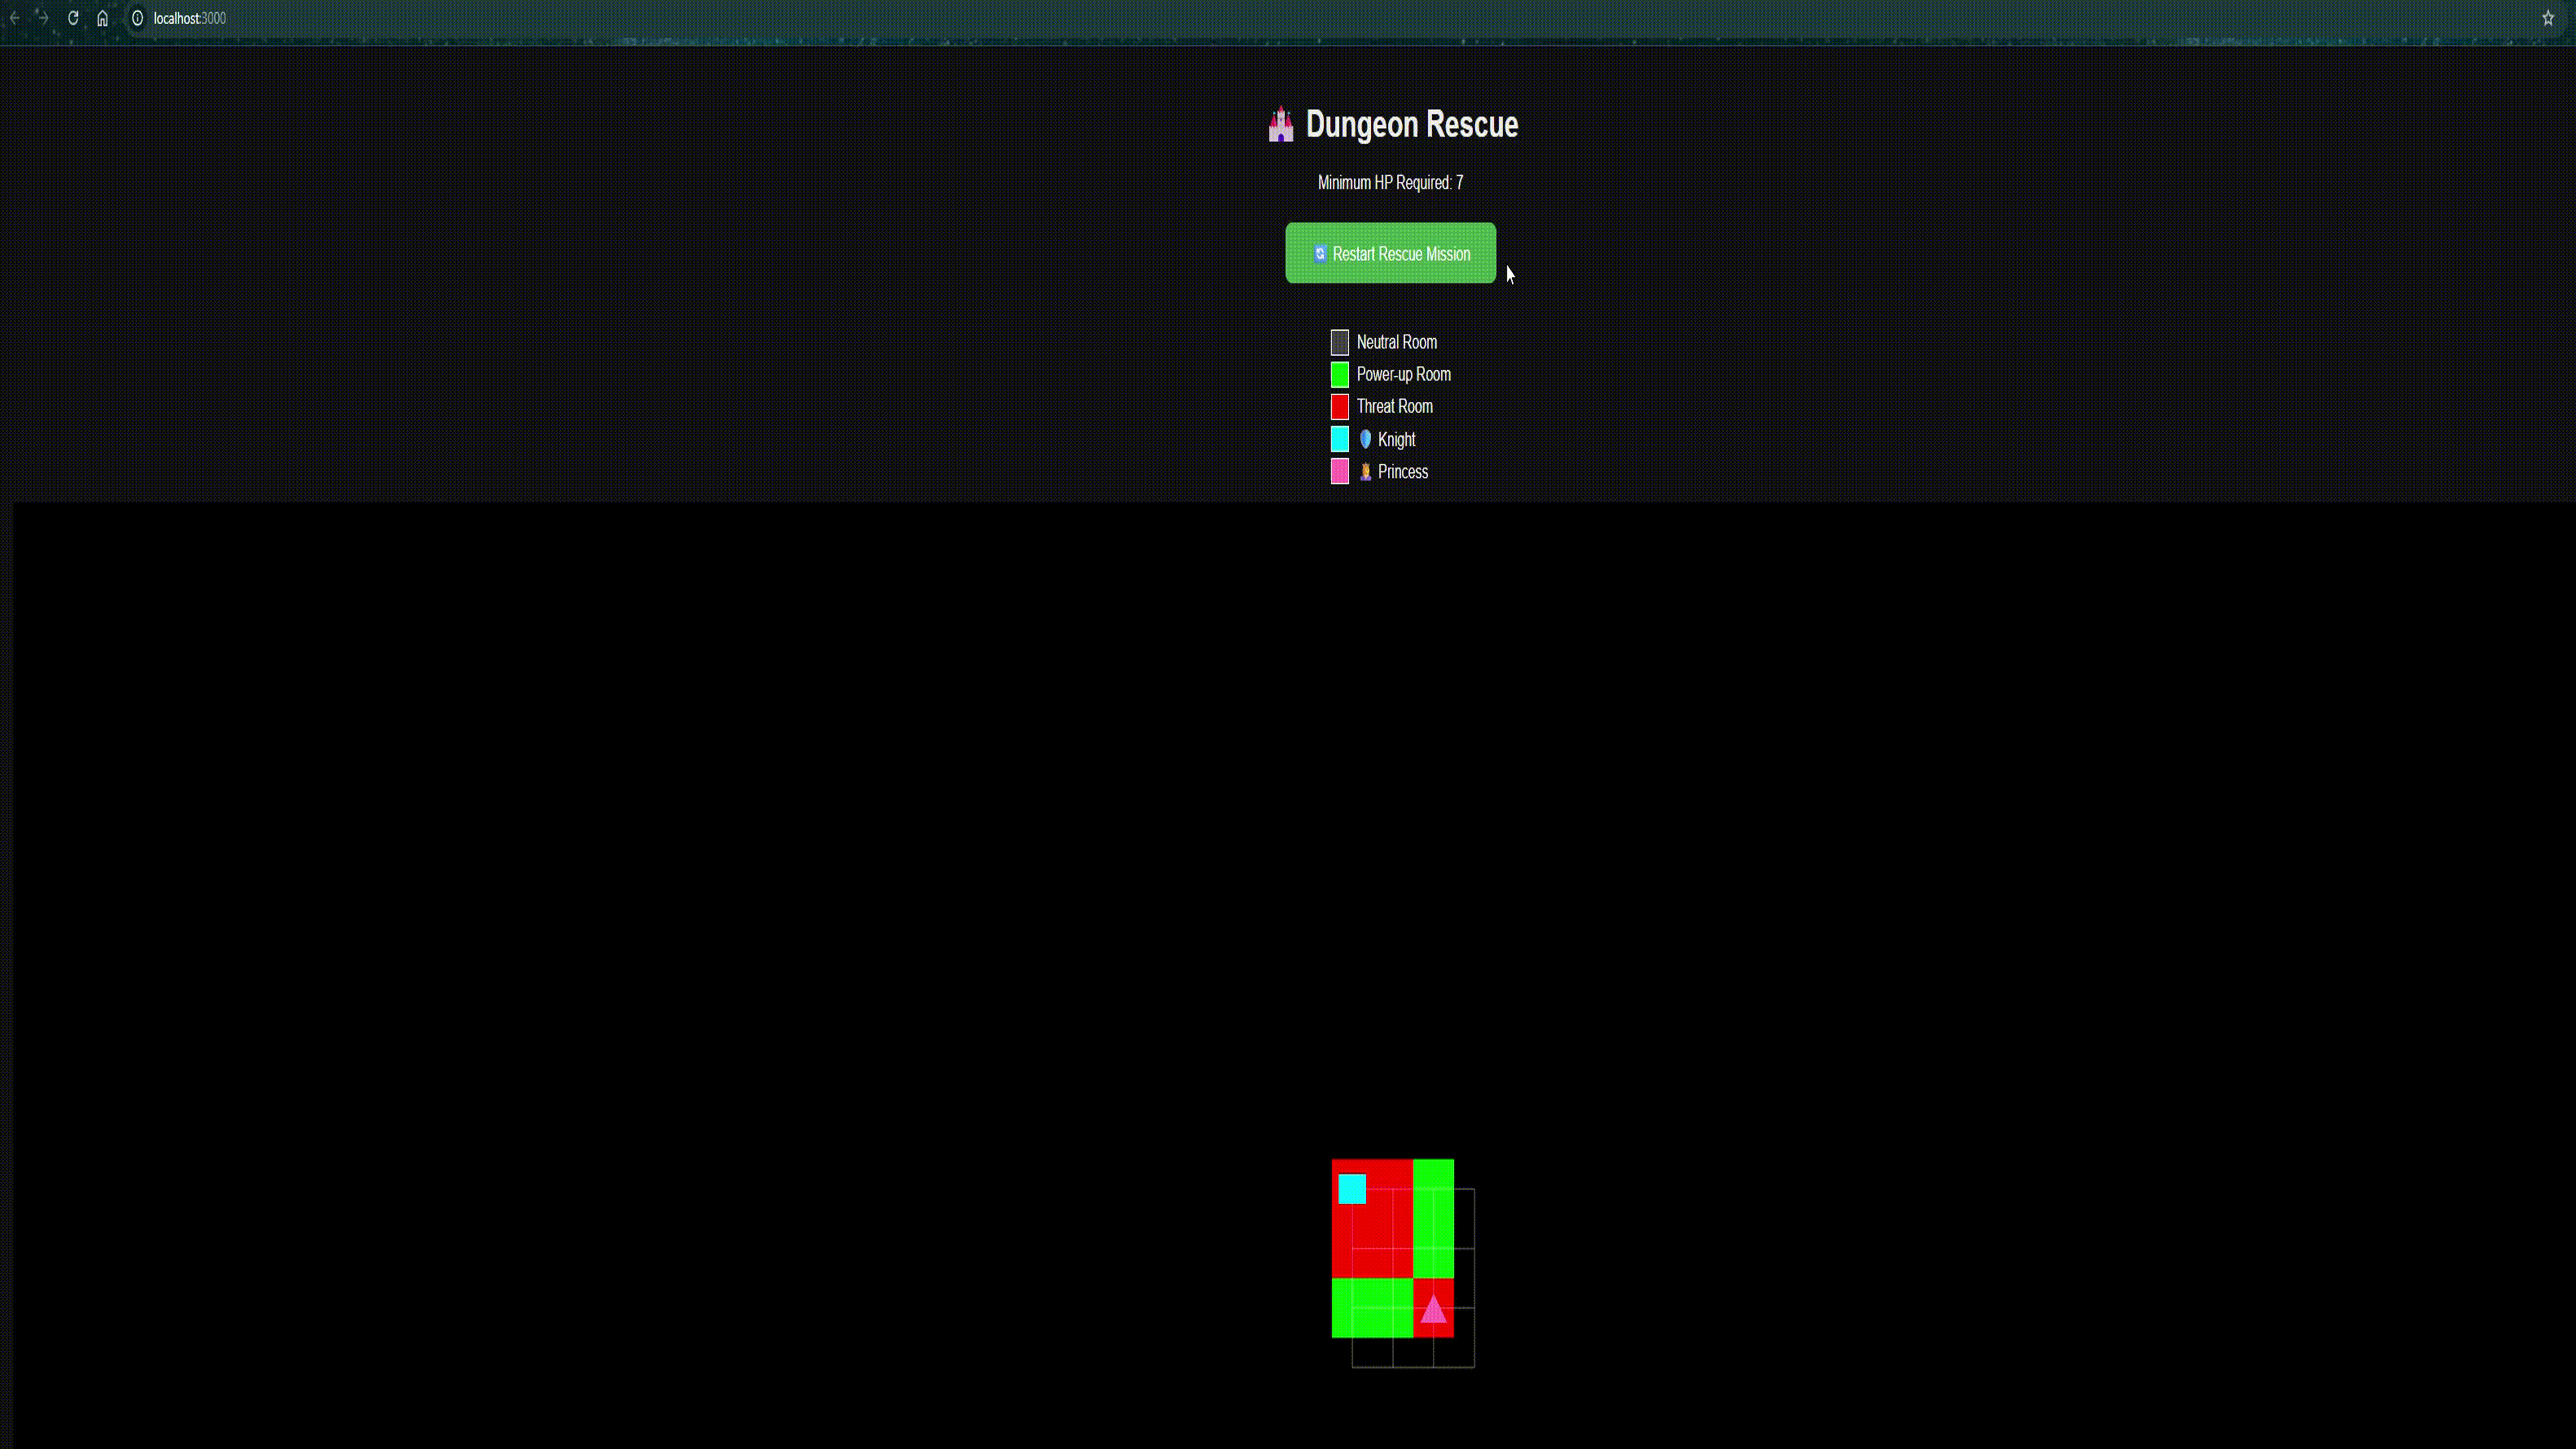 localhost:3000
🏰 Dungeon Rescue
Minimum HP Required: 7
🔄 Restart Rescue Mission
Neutral Room
Power-up Room
Threat Room
🛡️ Knight
👸 Princess